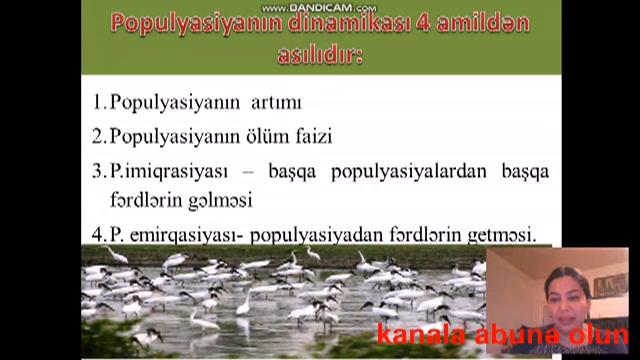 www.BANDICAM.com
Populyasiyanın dinamikası 4 amildən
asılıdır:
1. Populyasiyanın artımı
2. Populyasiyanın ölüm faizi
3. P.imiqrasiyası – başqa populyasiyalardan başqa
fərdlərin gəlməsi
4. P. emirqasiyası- populyasiyadan fərdlərin getməsi.
kanala abunə olun